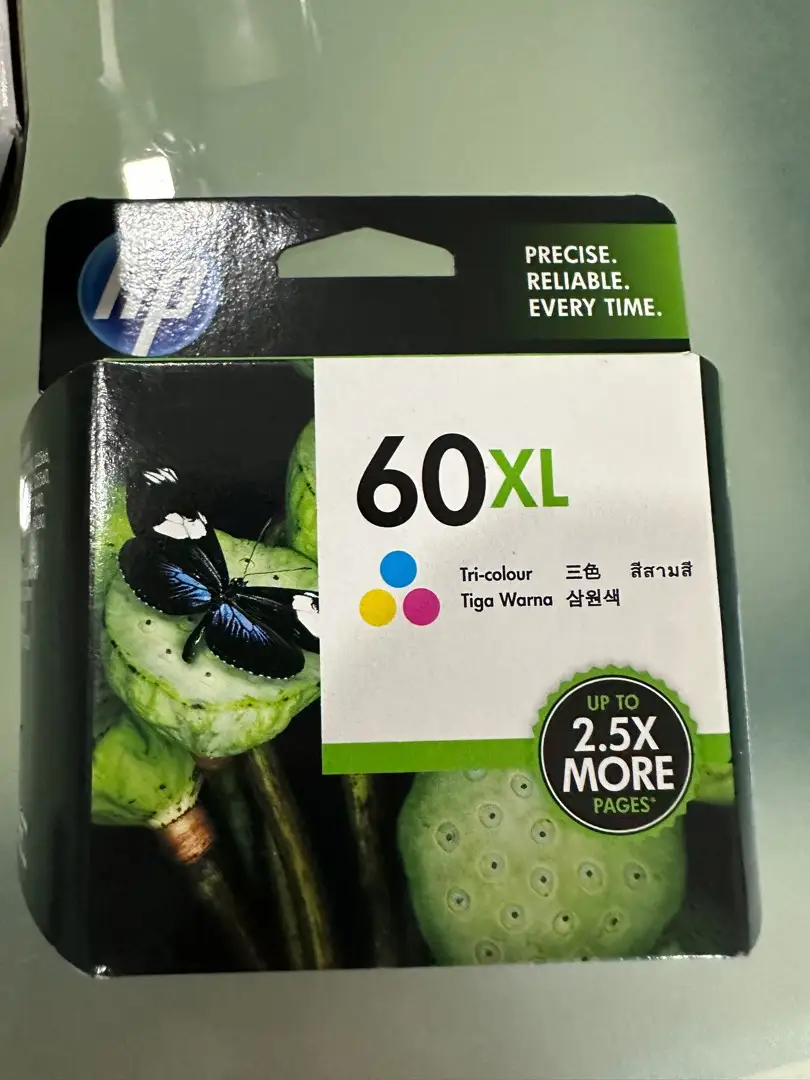 hp
PRECISE.
RELIABLE.
EVERY TIME.
60XL
Tri-colour 三色 สีสามสี
Tiga Warna 삼원색
UP TO
2.5X
MORE
PAGES*